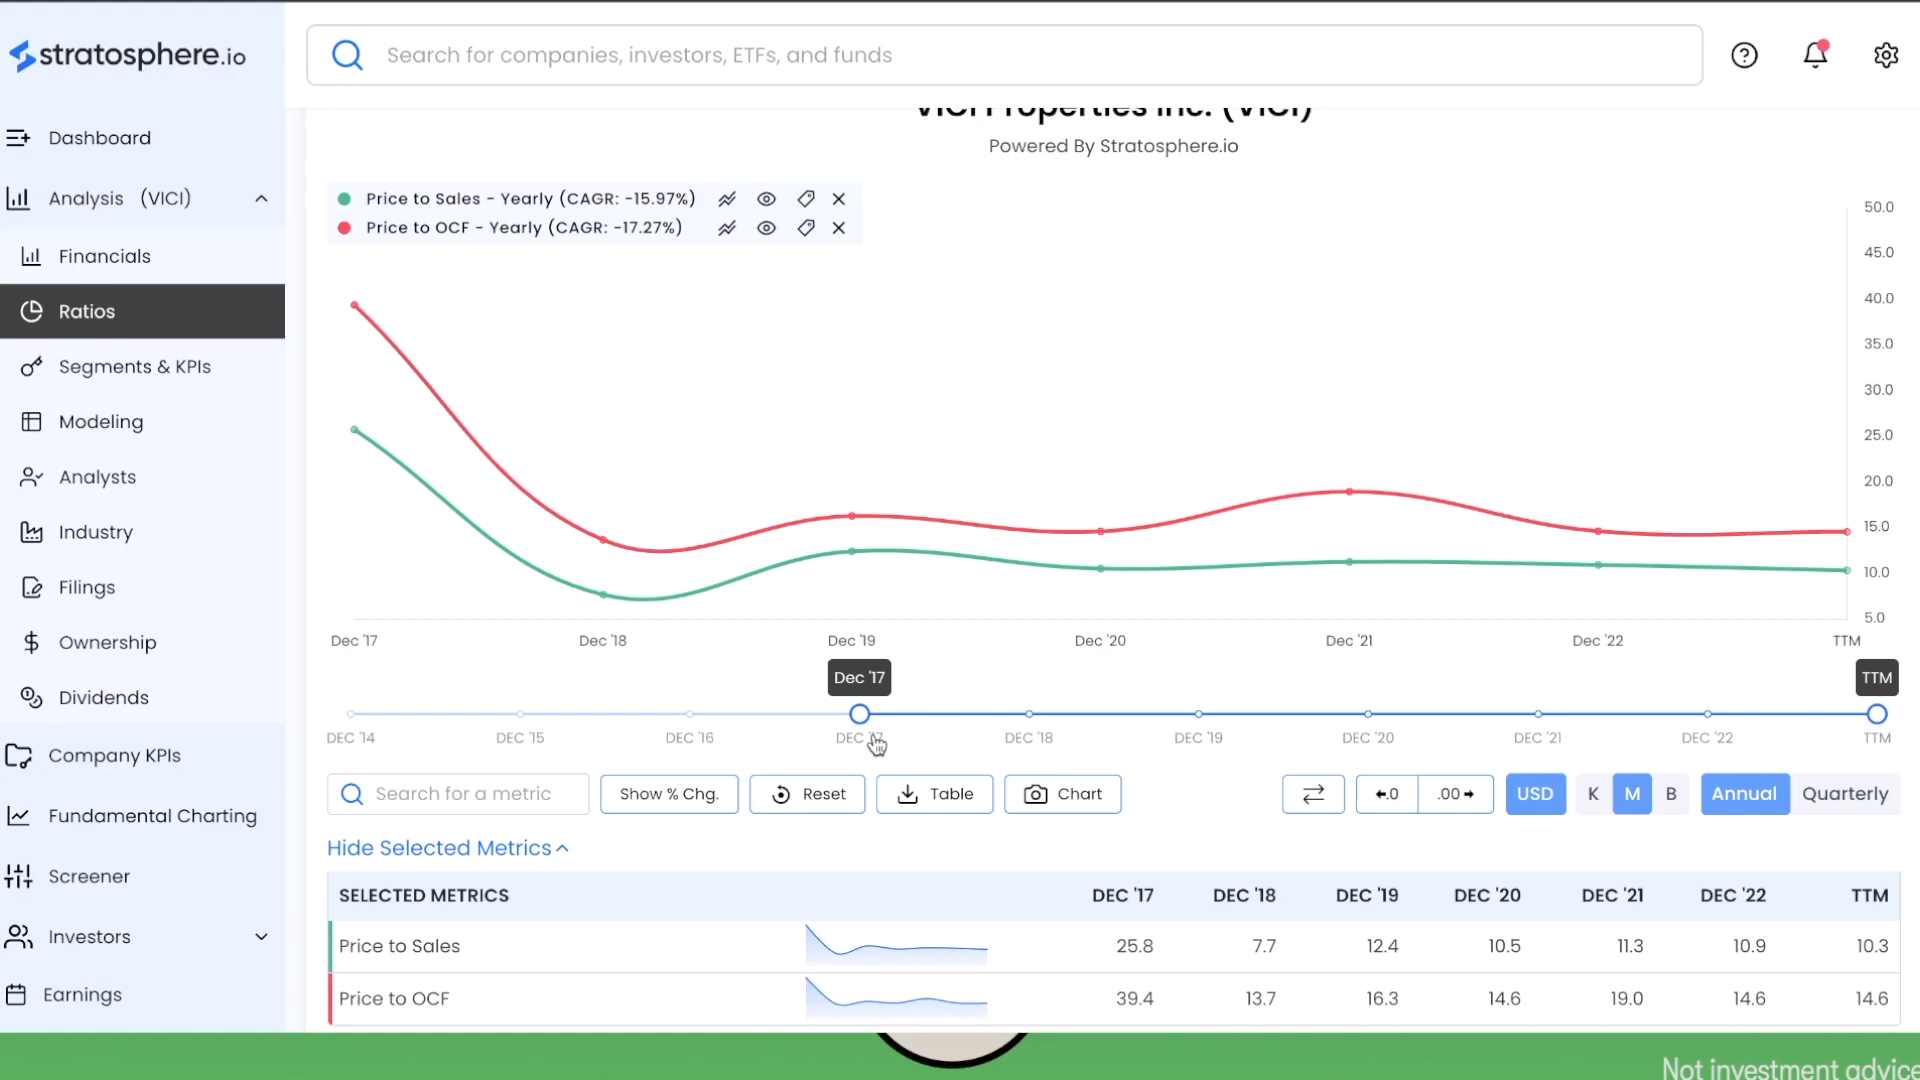 stratosphere.io
Search for companies, investors, ETFs, and funds
Dashboard
Analysis (VICI)
Financials
Ratios
Segments & KPIs
Modeling
Analysts
Industry
Filings
Ownership
Dividends
Company KPIs
Fundamental Charting
Screener
Investors
Earnings
VICI Properties Inc. (VICI)
Powered By Stratosphere.io
Price to Sales - Yearly (CAGR: -15.97%)
Price to OCF - Yearly (CAGR: -17.27%)
50.0
45.0
40.0
35.0
30.0
25.0
20.0
15.0
10.0
5.0
Dec '17 Dec '18 Dec '19 Dec '20 Dec '21 Dec '22 TTM
Dec '17 TTM
DEC '14 DEC '15 DEC '16 DEC '17 DEC '18 DEC '19 DEC '20 DEC '21 DEC '22 TTM
Search for a metric Show % Chg. Reset Table Chart .0 .00 USD K M B Annual Quarterly
Hide Selected Metrics
SELECTED METRICS DEC '17 DEC '18 DEC '19 DEC '20 DEC '21 DEC '22 TTM
Price to Sales 25.8 7.7 12.4 10.5 11.3 10.9 10.3
Price to OCF 39.4 13.7 16.3 14.6 19.0 14.6 14.6
Not investment advice